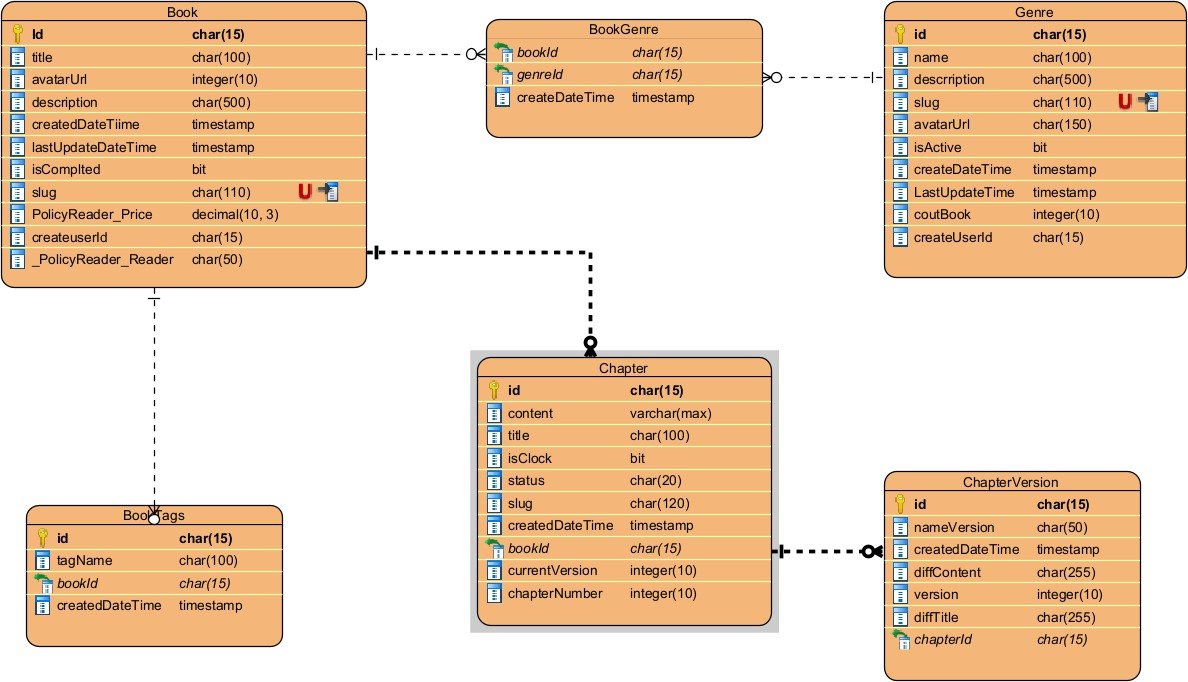 Book
Id char(15)
title char(100)
avatarUrl integer(10)
description char(500)
createdDateTiime timestamp
lastUpdateDateTime timestamp
isComplted bit
slug char(110) U
PolicyReader_Price decimal(10, 3)
createuserId char(15)
_PolicyReader_Reader char(50)
BookGenre
bookId char(15)
genreId char(15)
createDateTime timestamp
Genre
id char(15)
name char(100)
descrription char(500)
slug char(110) U
avatarUrl char(150)
isActive bit
createDateTime timestamp
LastUpdateTime timestamp
coutBook integer(10)
createUserId char(15)
Chapter
id char(15)
content varchar(max)
title char(100)
isClock bit
status char(20)
slug char(120)
createdDateTime timestamp
bookId char(15)
currentVersion integer(10)
chapterNumber integer(10)
BookTags
id char(15)
tagName char(100)
bookId char(15)
createdDateTime timestamp
ChapterVersion
id char(15)
nameVersion char(50)
createdDateTime timestamp
diffContent char(255)
version integer(10)
diffTitle char(255)
chapterId char(15)